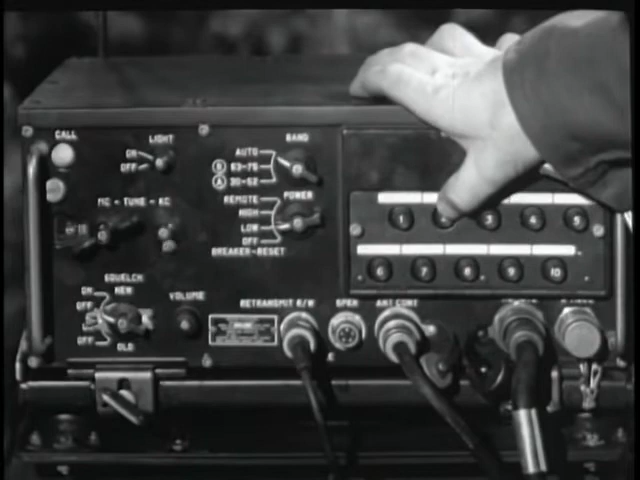 CALL
LIGHT
ON
OFF
BAND
AUTO
B 53-76
A 30-52
MC - TUNE - KC
REMOTE
POWER
HIGH
LOW
OFF
BREAKER-RESET
1 3 4 5
6 7 8 9 10
SQUELCH
NEW
ON
OFF
OFF
OLD
VOLUME
RETRANSMIT R/W
SPKR
ANT CONT